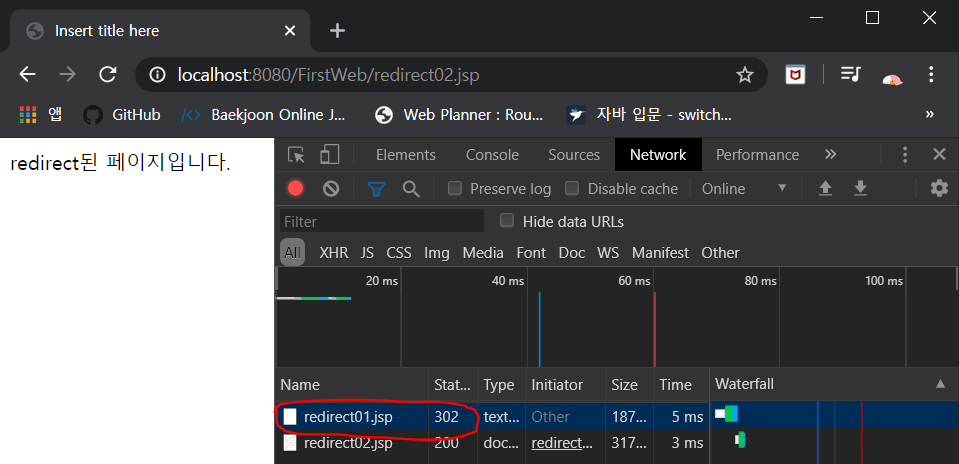 Insert title here
localhost:8080/FirstWeb/redirect02.jsp
앱 GitHub Baekjoon Online J... Web Planner : Rou... 자바 입문 - switch... »
redirect된 페이지입니다.
Elements Console Sources Network Performance »
Preserve log Disable cache Online
Filter Hide data URLs
All XHR JS CSS Img Media Font Doc WS Manifest Other
20 ms 40 ms 60 ms 80 ms 100 ms
Name Stat... Type Initiator Size Time Waterfall
redirect01.jsp 302 text... Other 187... 5 ms
redirect02.jsp 200 doc... redirect... 317... 3 ms